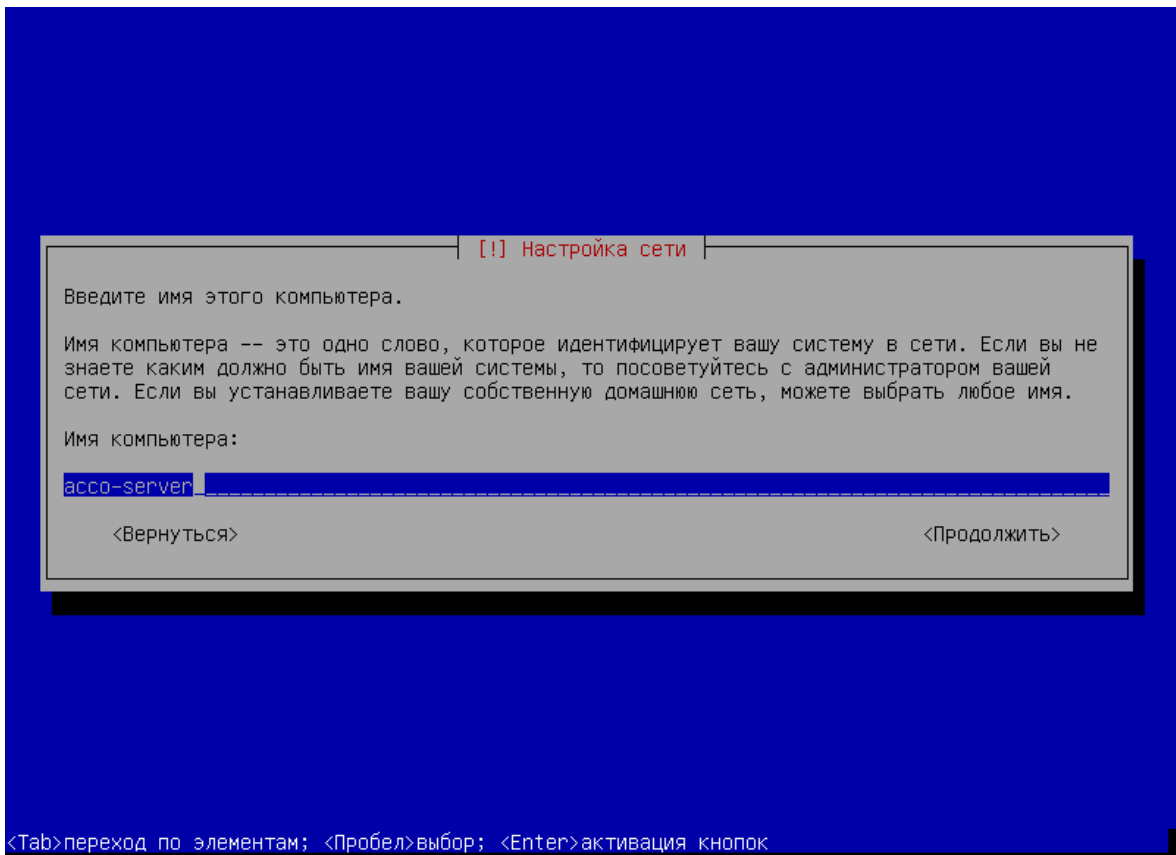 [!] Настройка сети
Введите имя этого компьютера.
Имя компьютера -- это одно слово, которое идентифицирует вашу систему в сети. Если вы не
знаете каким должно быть имя вашей системы, то посоветуйтесь с администратором вашей
сети. Если вы устанавливаете вашу собственную домашнюю сеть, можете выбрать любое имя.
Имя компьютера:
acco-server
<Вернуться> <Продолжить>
<Tab>переход по элементам; <Пробел>выбор; <Enter>активация кнопок